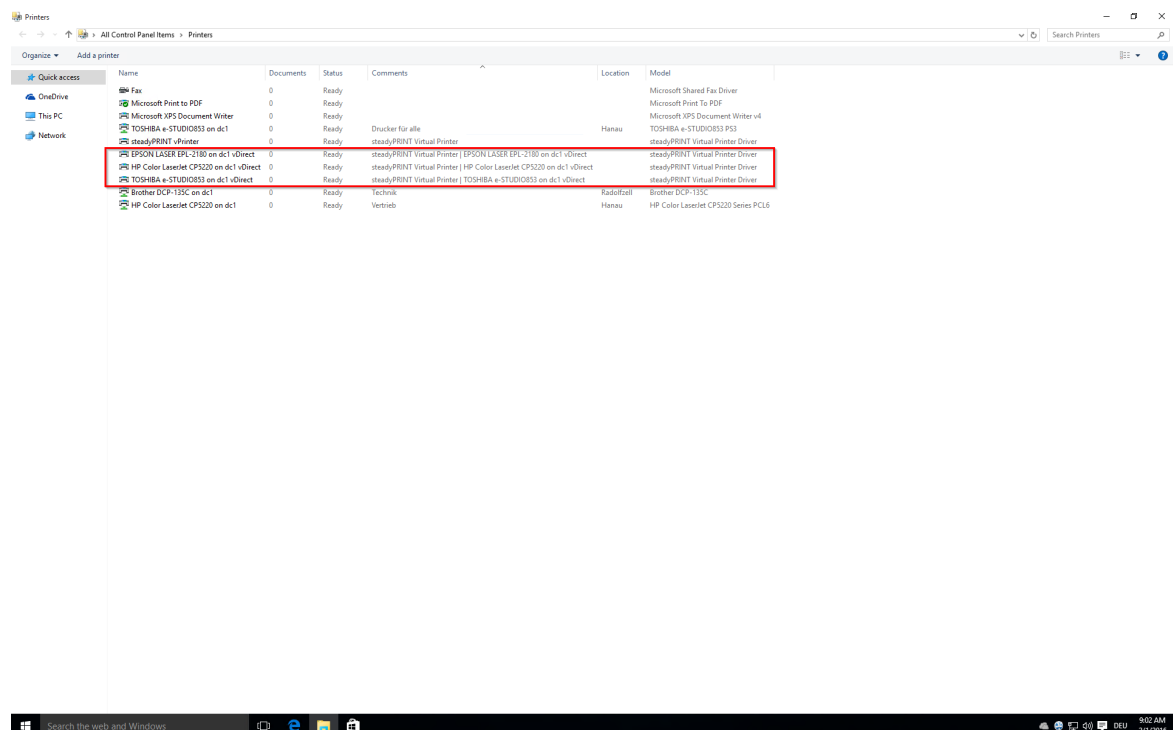 Printers
All Control Panel Items › Printers
Search Printers
Organize
Add a printer
Quick access
OneDrive
This PC
Network
Name Documents Status Comments Location Model
Fax 0 Ready Microsoft Shared Fax Driver
Microsoft Print to PDF 0 Ready Microsoft Print To PDF
Microsoft XPS Document Writer 0 Ready Microsoft XPS Document Writer v4
TOSHIBA e-STUDIO853 on dc1 0 Ready Drucker für alle Hanau TOSHIBA e-STUDIO853 PS3
steadyPRINT vPrinter 0 Ready steadyPRINT Virtual Printer steadyPRINT Virtual Printer Driver
EPSON LASER EPL-2180 on dc1 vDirect 0 Ready steadyPRINT Virtual Printer | EPSON LASER EPL-2180 on dc1 vDirect steadyPRINT Virtual Printer Driver
HP Color LaserJet CP5220 on dc1 vDirect 0 Ready steadyPRINT Virtual Printer | HP Color LaserJet CP5220 on dc1 vDirect steadyPRINT Virtual Printer Driver
TOSHIBA e-STUDIO853 on dc1 vDirect 0 Ready steadyPRINT Virtual Printer | TOSHIBA e-STUDIO853 on dc1 vDirect steadyPRINT Virtual Printer Driver
Brother DCP-135C on dc1 0 Ready Technik Radolfzell Brother DCP-135C
HP Color LaserJet CP5220 on dc1 0 Ready Vertrieb Hanau HP Color LaserJet CP5220 Series PCL6
Search the web and Windows
DEU
9:02 AM